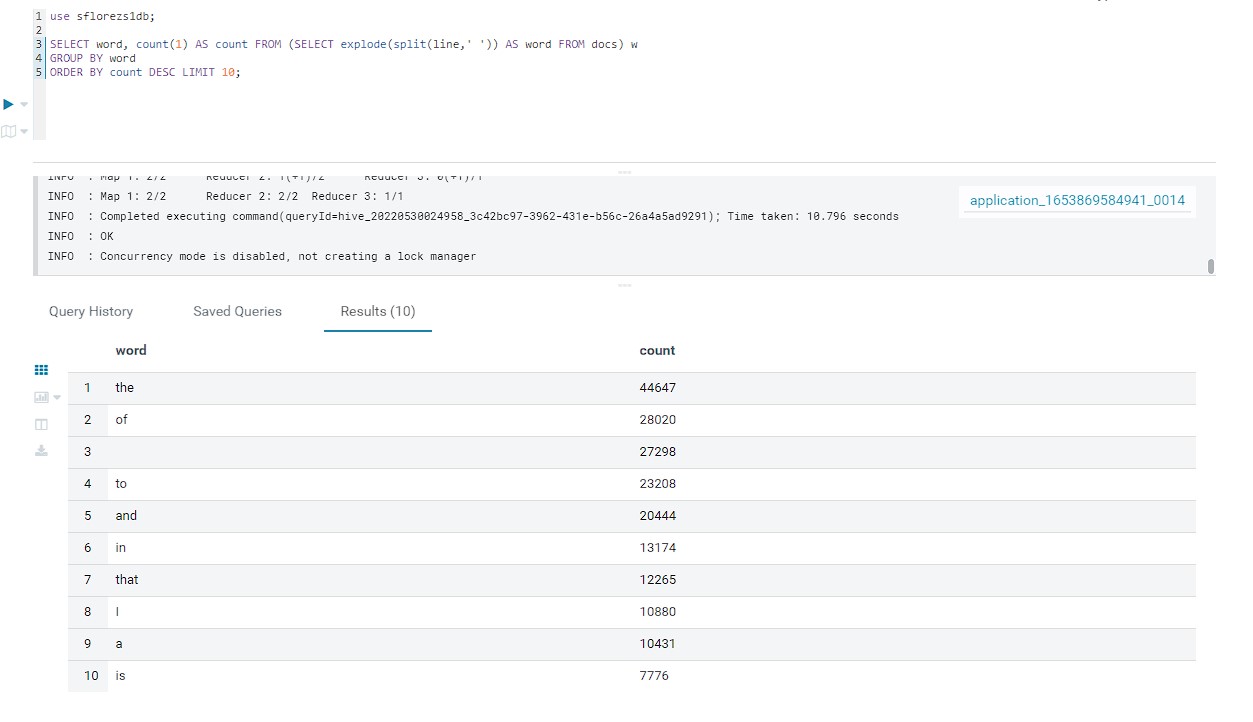 1 use sflorezs1db;
2
3 SELECT word, count(1) AS count FROM (SELECT explode(split(line,' ')) AS word FROM docs) w
4 GROUP BY word
5 ORDER BY count DESC LIMIT 10;
INFO : Map 1: 2/2 Reducer 2: 1(+1)/2 Reducer 3: 0(+1)/1
INFO : Map 1: 2/2 Reducer 2: 2/2 Reducer 3: 1/1
INFO : Completed executing command(queryId=hive_20220530024958_3c42bc97-3962-431e-b56c-26a4a5ad9291); Time taken: 10.796 seconds
application_1653869584941_0014
INFO : OK
INFO : Concurrency mode is disabled, not creating a lock manager
Query History Saved Queries Results (10)
word count
1 the 44647
2 of 28020
3 27298
4 to 23208
5 and 20444
6 in 13174
7 that 12265
8 I 10880
9 a 10431
10 is 7776